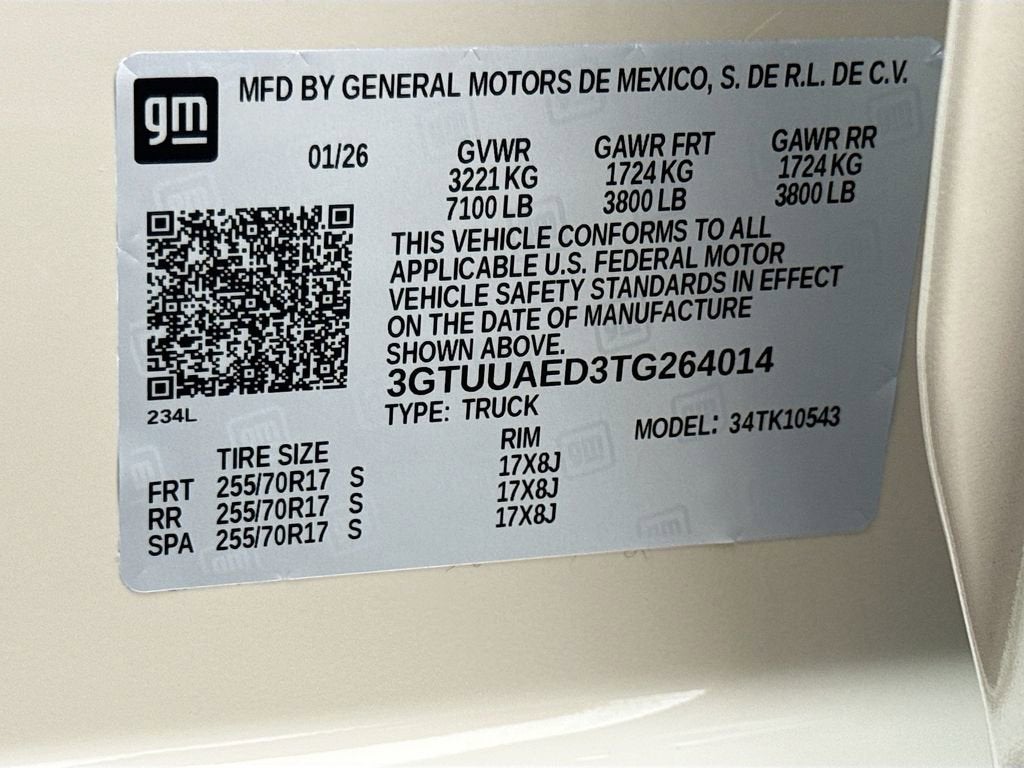 gm
MFD BY GENERAL MOTORS DE MEXICO, S. DE R.L. DE C.V.
01/26 GVWR GAWR FRT GAWR RR
3221 KG 1724 KG 1724 KG
7100 LB 3800 LB 3800 LB
THIS VEHICLE CONFORMS TO ALL
APPLICABLE U.S. FEDERAL MOTOR
VEHICLE SAFETY STANDARDS IN EFFECT
ON THE DATE OF MANUFACTURE
SHOWN ABOVE.
3GTUUAED3TG264014
234L
TYPE: TRUCK MODEL: 34TK10543
TIRE SIZE RIM
FRT 255/70R17 S 17X8J
RR 255/70R17 S 17X8J
SPA 255/70R17 S 17X8J